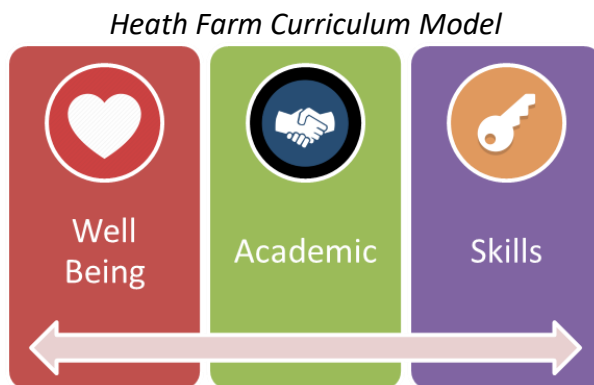 Heath Farm Curriculum Model
Well
Being
Academic
Skills